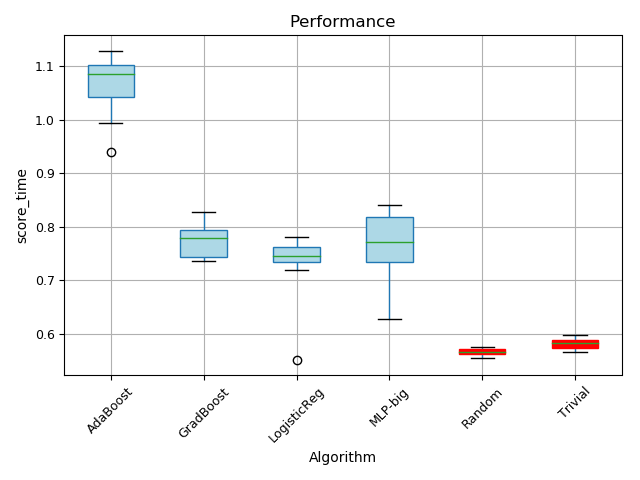 Performance
score_time
1.1
1.0
0.9
0.8
0.7
0.6
AdaBoost
GradBoost
LogisticReg
MLP-big
Random
Trivial
Algorithm